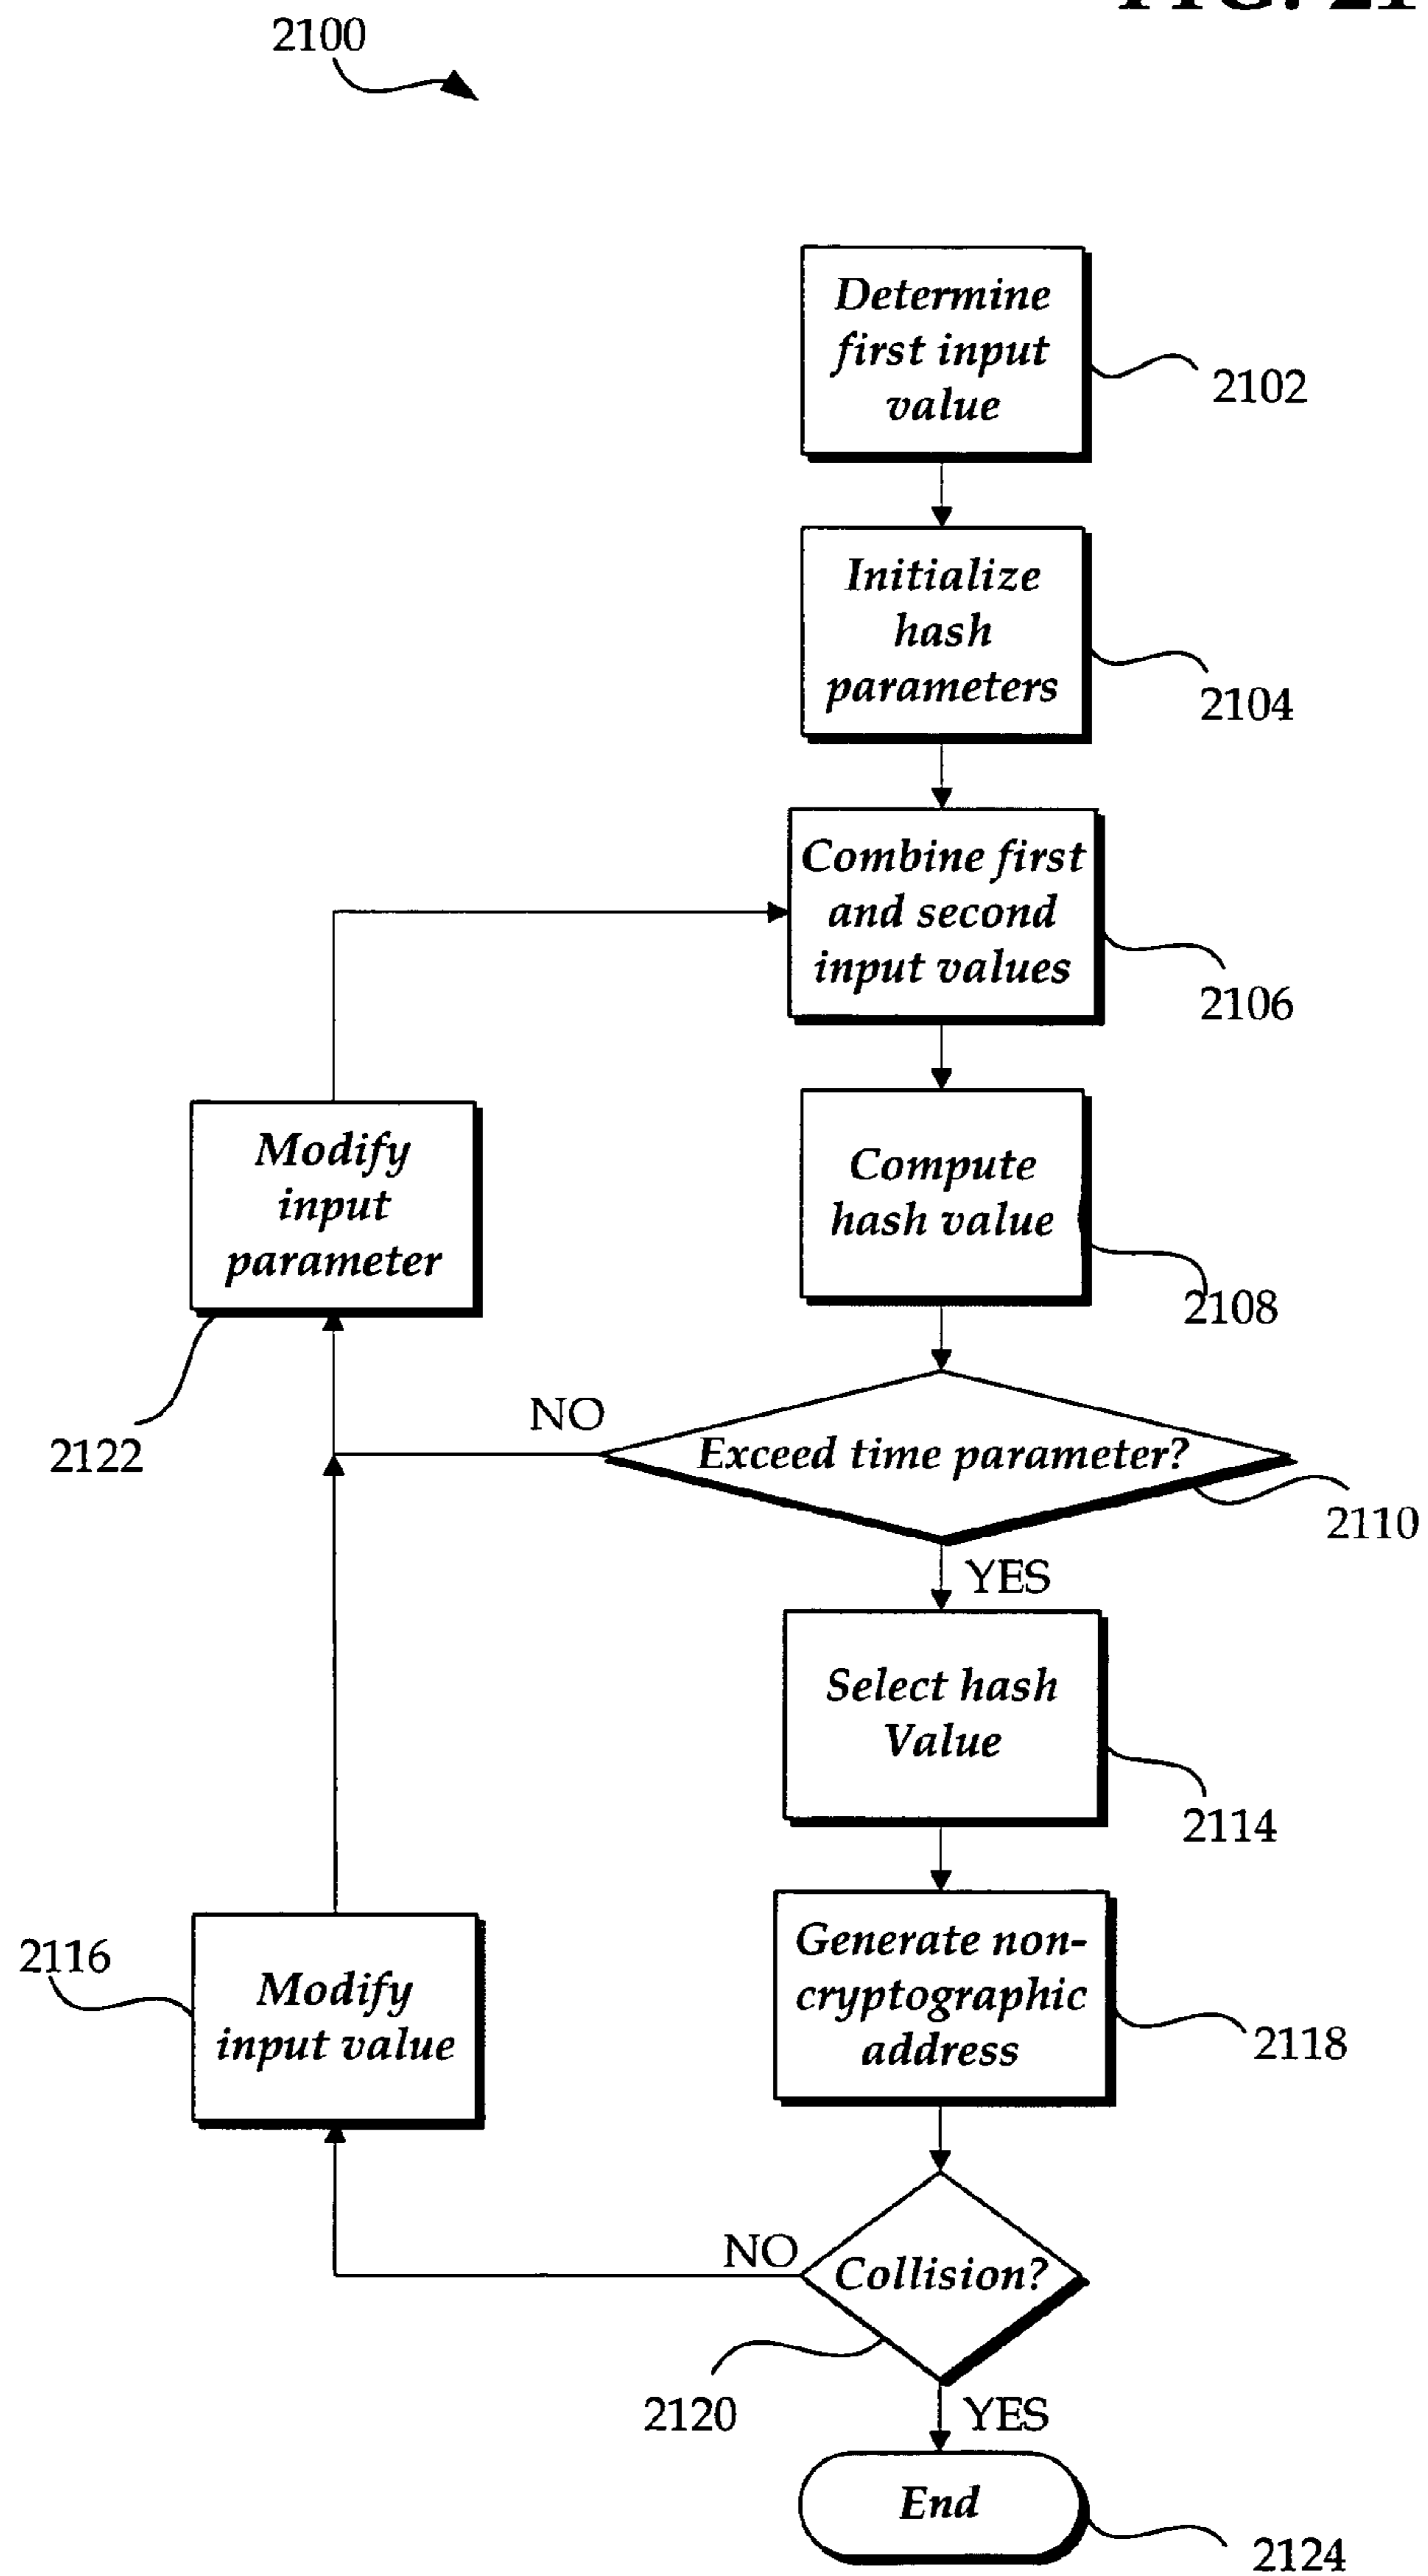 2100
Determine
first input
value
2102
Initialize
hash
parameters
2104
Combine first
and second
input values
2106
Modify
input
parameter
2122
Compute
hash value
2108
NO
Exceed time parameter?
2110
YES
Select hash
Value
2114
2116
Modify
input value
Generate non-
cryptographic
address
2118
NO
Collision?
2120
YES
End
2124